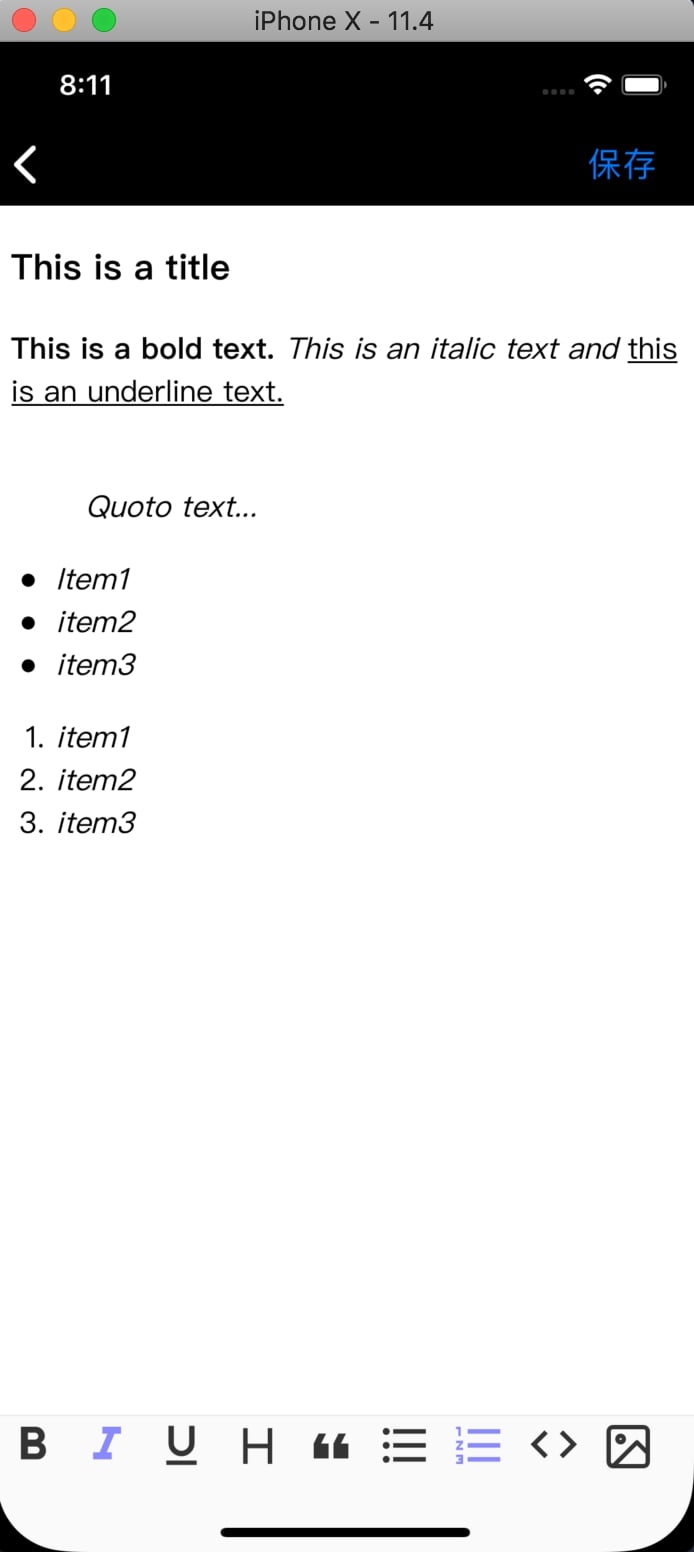 iPhone X - 11.4
8:11
保存
This is a title
This is a bold text. This is an italic text and this
is an underline text.
Quoto text...
● Item1
● item2
● item3
1. item1
2. item2
3. item3
B I U H